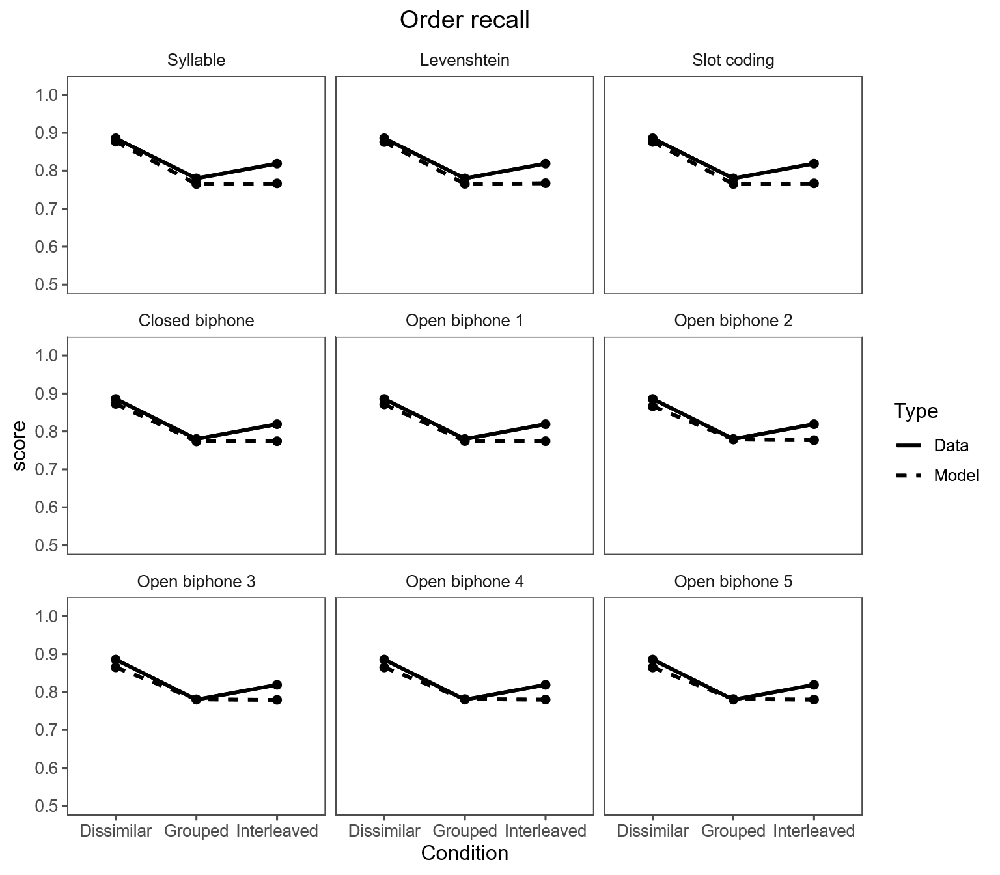 Order recall
Syllable
Levenshtein
Slot coding
1.0
0.9
0.8
0.7
0.6
0.5
Closed biphone
Open biphone 1
Open biphone 2
1.0
0.9
0.8
0.7
0.6
0.5
score
Open biphone 3
Open biphone 4
Open biphone 5
1.0
0.9
0.8
0.7
0.6
0.5
Dissimilar Grouped Interleaved
Dissimilar Grouped Interleaved
Dissimilar Grouped Interleaved
Condition
Type
Data
Model